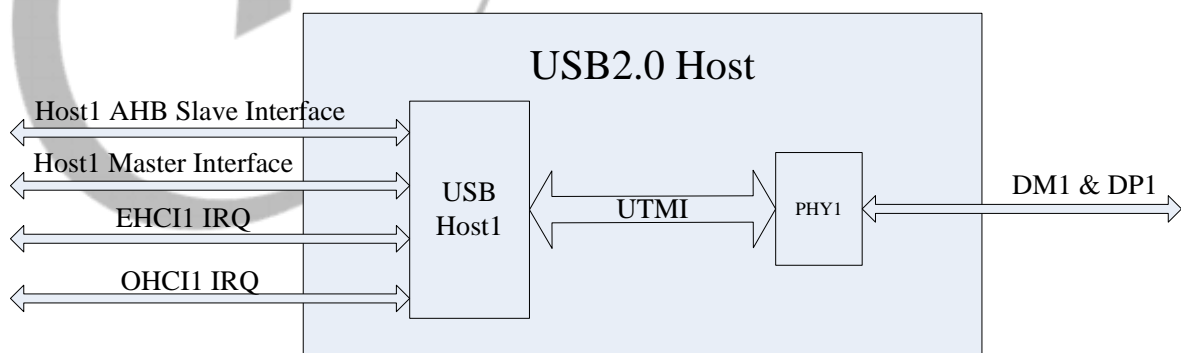 USB2.0 Host
Host1 AHB Slave Interface
Host1 Master Interface
EHCI1 IRQ
OHCI1 IRQ
USB
Host1
UTMI
PHY1
DM1 & DP1